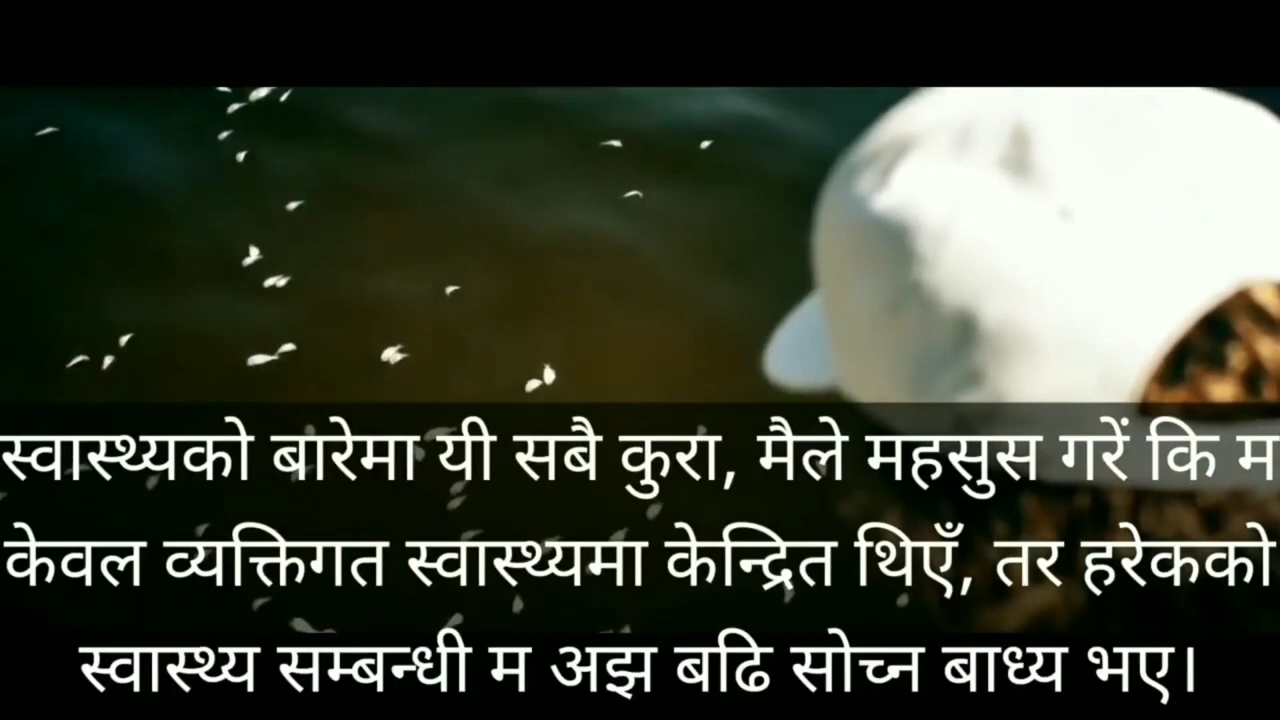 स्वास्थ्यको बारेमा यी सबै कुरा, मैले महसुस गरें कि म
केवल व्यक्तिगत स्वास्थ्यमा केन्द्रित थिएँ, तर हरेकको
स्वास्थ्य सम्बन्धी म अझ बढि सोच्न बाध्य भए।